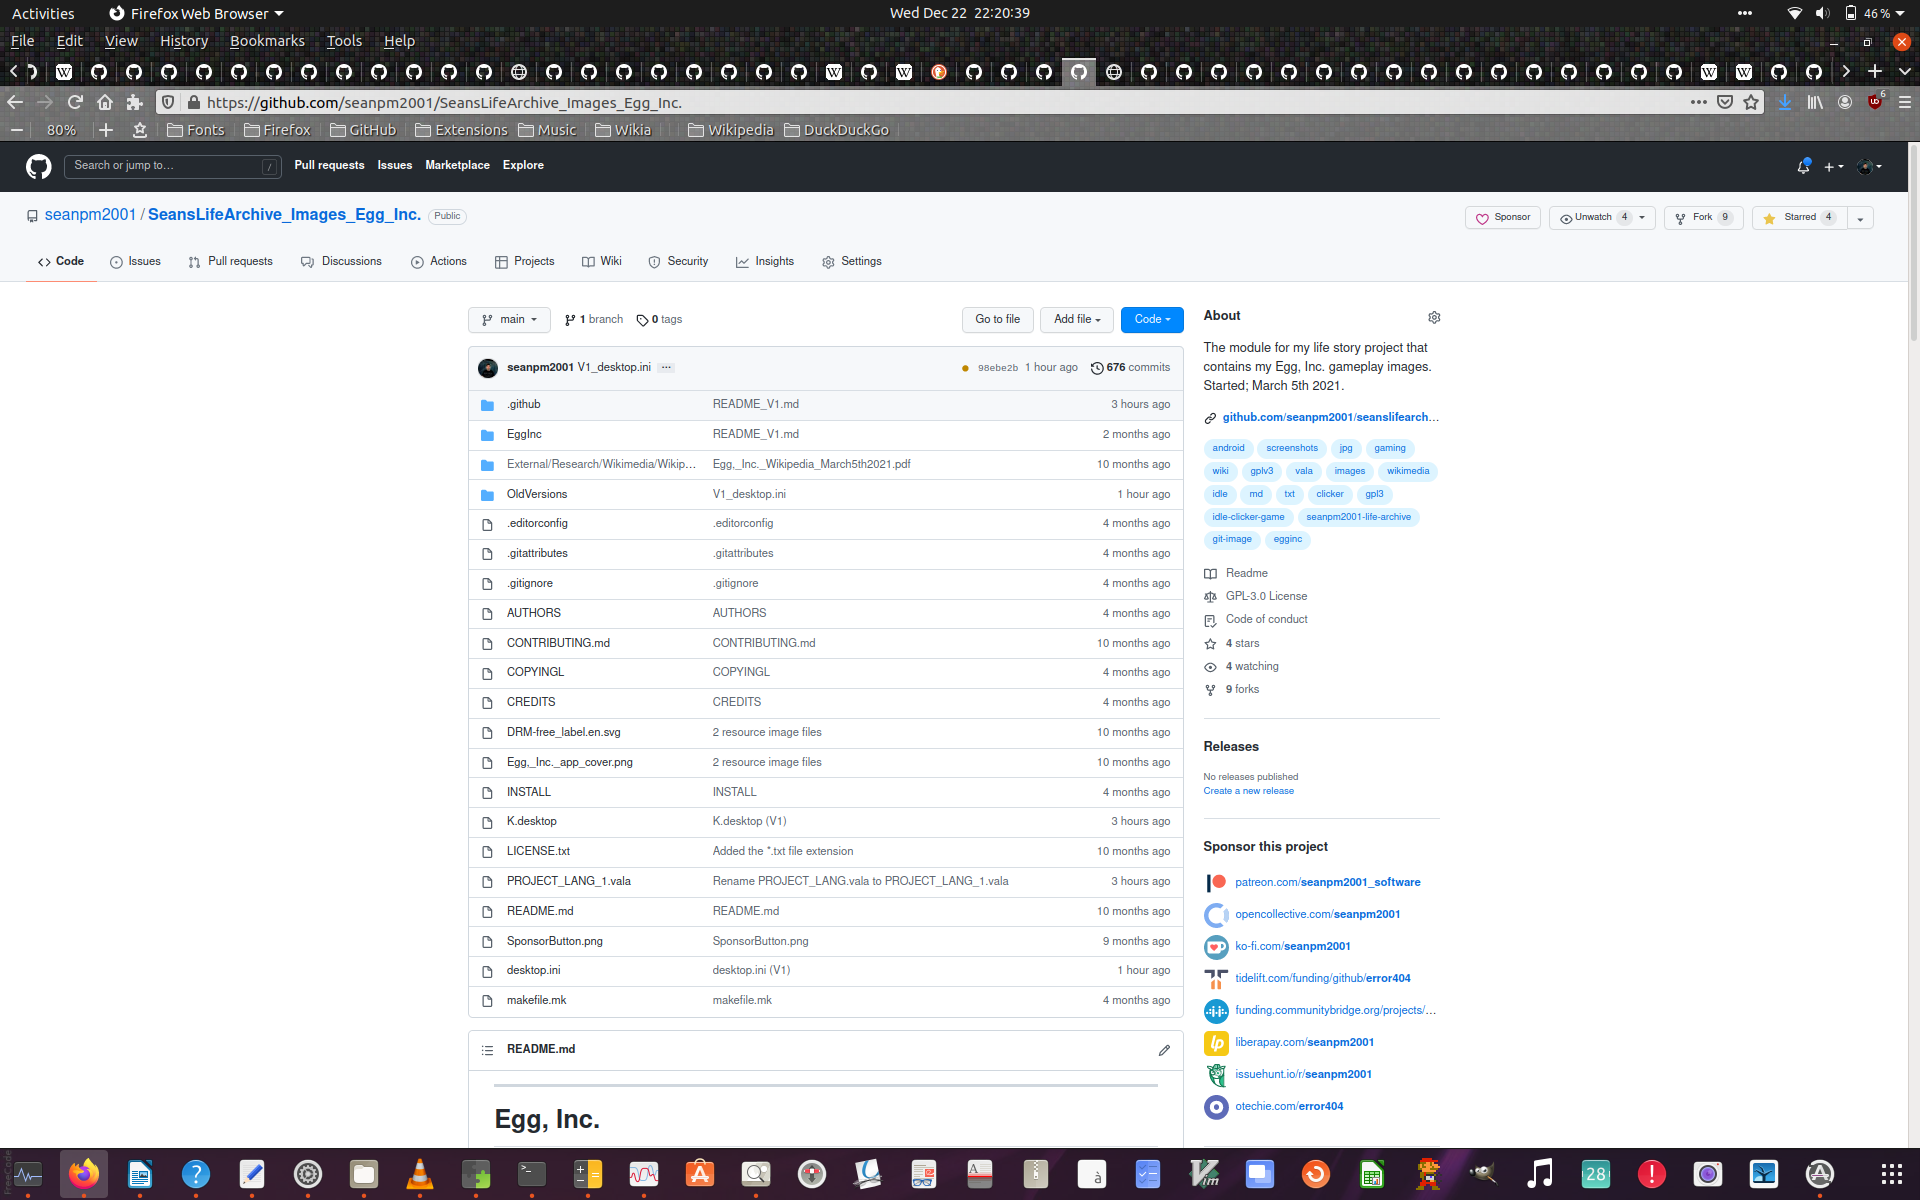 Activities Firefox Web Browser Wed Dec 22 22:20:39 46 %
File Edit View History Bookmarks Tools Help
https://github.com/seanpm2001/SeansLifeArchive_Images_Egg_Inc. 6
80% Fonts Firefox GitHub Extensions Music Wikia Wikipedia DuckDuckGo
Search or jump to… / Pull requests Issues Marketplace Explore
seanpm2001 / SeansLifeArchive_Images_Egg_Inc. Public Sponsor Unwatch 4 Fork 9 Starred 4
Code Issues Pull requests Discussions Actions Projects Wiki Security Insights Settings
main 1 branch 0 tags Go to file Add file Code
seanpm2001 V1_desktop.ini ... 98ebe2b 1 hour ago 676 commits
.github README_V1.md 3 hours ago
EggInc README_V1.md 2 months ago
External/Research/Wikimedia/Wikip... Egg,_Inc._Wikipedia_March5th2021.pdf 10 months ago
OldVersions V1_desktop.ini 1 hour ago
.editorconfig .editorconfig 4 months ago
.gitattributes .gitattributes 4 months ago
.gitignore .gitignore 4 months ago
AUTHORS AUTHORS 4 months ago
CONTRIBUTING.md CONTRIBUTING.md 10 months ago
COPYINGL COPYINGL 4 months ago
CREDITS CREDITS 4 months ago
DRM-free_label.en.svg 2 resource image files 10 months ago
Egg,_Inc._app_cover.png 2 resource image files 10 months ago
INSTALL INSTALL 4 months ago
K.desktop K.desktop (V1) 3 hours ago
LICENSE.txt Added the *.txt file extension 10 months ago
PROJECT_LANG_1.vala Rename PROJECT_LANG.vala to PROJECT_LANG_1.vala 3 hours ago
README.md README.md 10 months ago
SponsorButton.png SponsorButton.png 9 months ago
desktop.ini desktop.ini (V1) 1 hour ago
makefile.mk makefile.mk 4 months ago
README.md
Egg, Inc.
About
The module for my life story project that
contains my Egg, Inc. gameplay images.
Started; March 5th 2021.
github.com/seanpm2001/seanslifearch...
android screenshots jpg gaming
wiki gplv3 vala images wikimedia
idle md txt clicker gpl3
idle-clicker-game seanpm2001-life-archive
git-image egginc
Readme
GPL-3.0 License
Code of conduct
4 stars
4 watching
9 forks
Releases
No releases published
Create a new release
Sponsor this project
patreon.com/seanpm2001_software
opencollective.com/seanpm2001
ko-fi.com/seanpm2001
tidelift.com/funding/github/error404
funding.communitybridge.org/projects/...
liberapay.com/seanpm2001
issuehunt.io/r/seanpm2001
otechie.com/error404
28